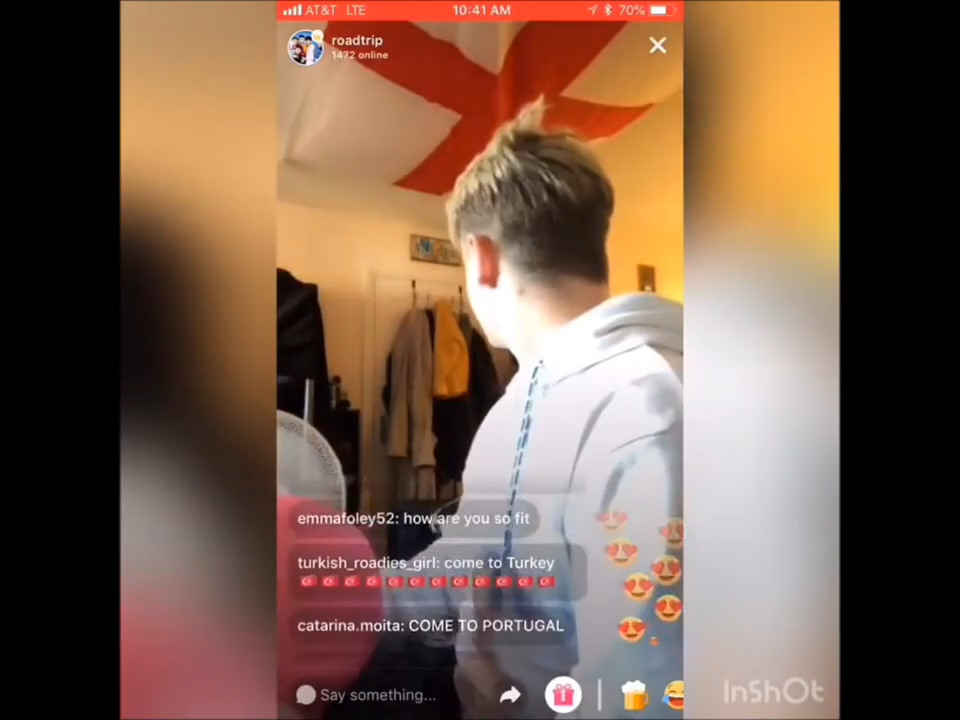 AT&T LTE 10:41 AM 70%
roadtrip
1472 online
emmafoley52: how are you so fit
turkish_roadies_girl: come to Turkey
🇹🇷🇹🇷🇹🇷🇹🇷🇹🇷🇹🇷🇹🇷🇹🇷🇹🇷🇹🇷🇹🇷🇹🇷
catarina.moita: COME TO PORTUGAL
Say something...
InShOt